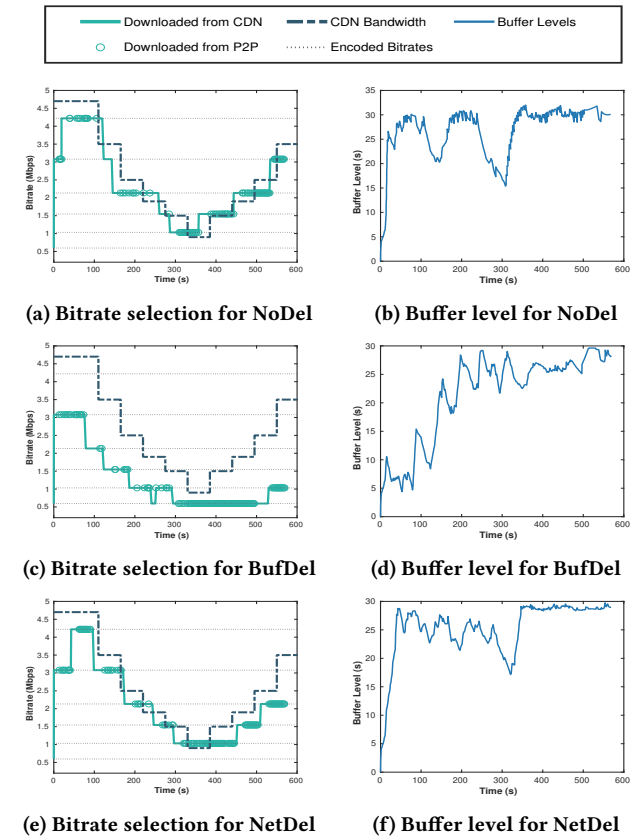 Downloaded from CDN CDN Bandwidth Buffer Levels
Downloaded from P2P Encoded Bitrates
5
4.5
4
3.5
3
2.5
2
1.5
1
0.5
Bitrate (Mbps)
0 100 200 300 400 500 600
Time (s)
35
30
25
20
15
10
5
0
Buffer Level (s)
0 100 200 300 400 500 600
Time (s)
(a) Bitrate selection for NoDel (b) Buffer level for NoDel
5
4.5
4
3.5
3
2.5
2
1.5
1
0.5
Bitrate (Mbps)
0 100 200 300 400 500 600
Time (s)
30
25
20
15
10
5
0
Buffer Level (s)
0 100 200 300 400 500 600
Time (s)
(c) Bitrate selection for BufDel (d) Buffer level for BufDel
5
4.5
4
3.5
3
2.5
2
1.5
1
0.5
Bitrate (Mbps)
0 100 200 300 400 500 600
Time (s)
30
25
20
15
10
5
0
Buffer Level (s)
0 100 200 300 400 500 600
Time (s)
(e) Bitrate selection for NetDel (f) Buffer level for NetDel